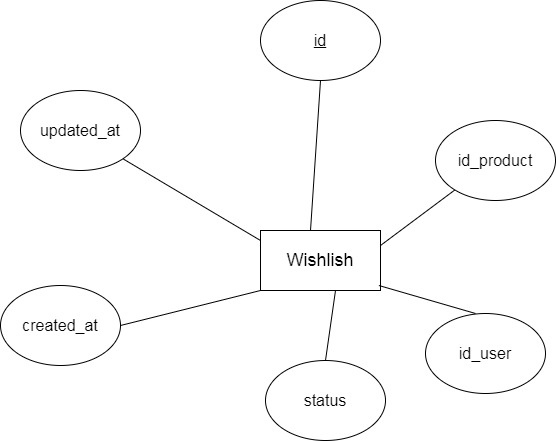 id
updated_at
id_product
Wishlish
created_at
id_user
status